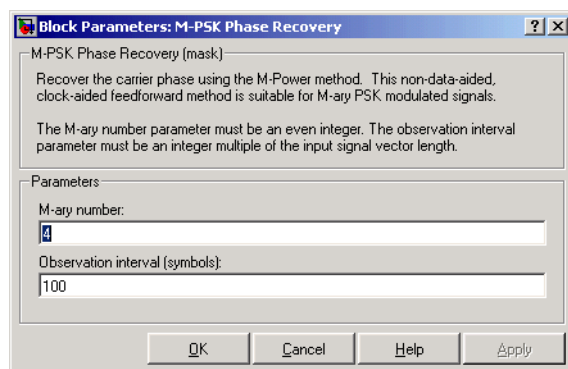 Block Parameters: M-PSK Phase Recovery
M-PSK Phase Recovery (mask)
Recover the carrier phase using the M-Power method. This non-data-aided,
clock-aided feedforward method is suitable for M-ary PSK modulated signals.
The M-ary number parameter must be an even integer. The observation interval
parameter must be an integer multiple of the input signal vector length.
Parameters
M-ary number:
4
Observation interval (symbols):
100
OK Cancel Help Apply